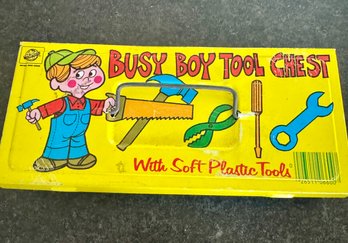 BUSY BOY TOOL CHEST
With Soft Plastic Tools